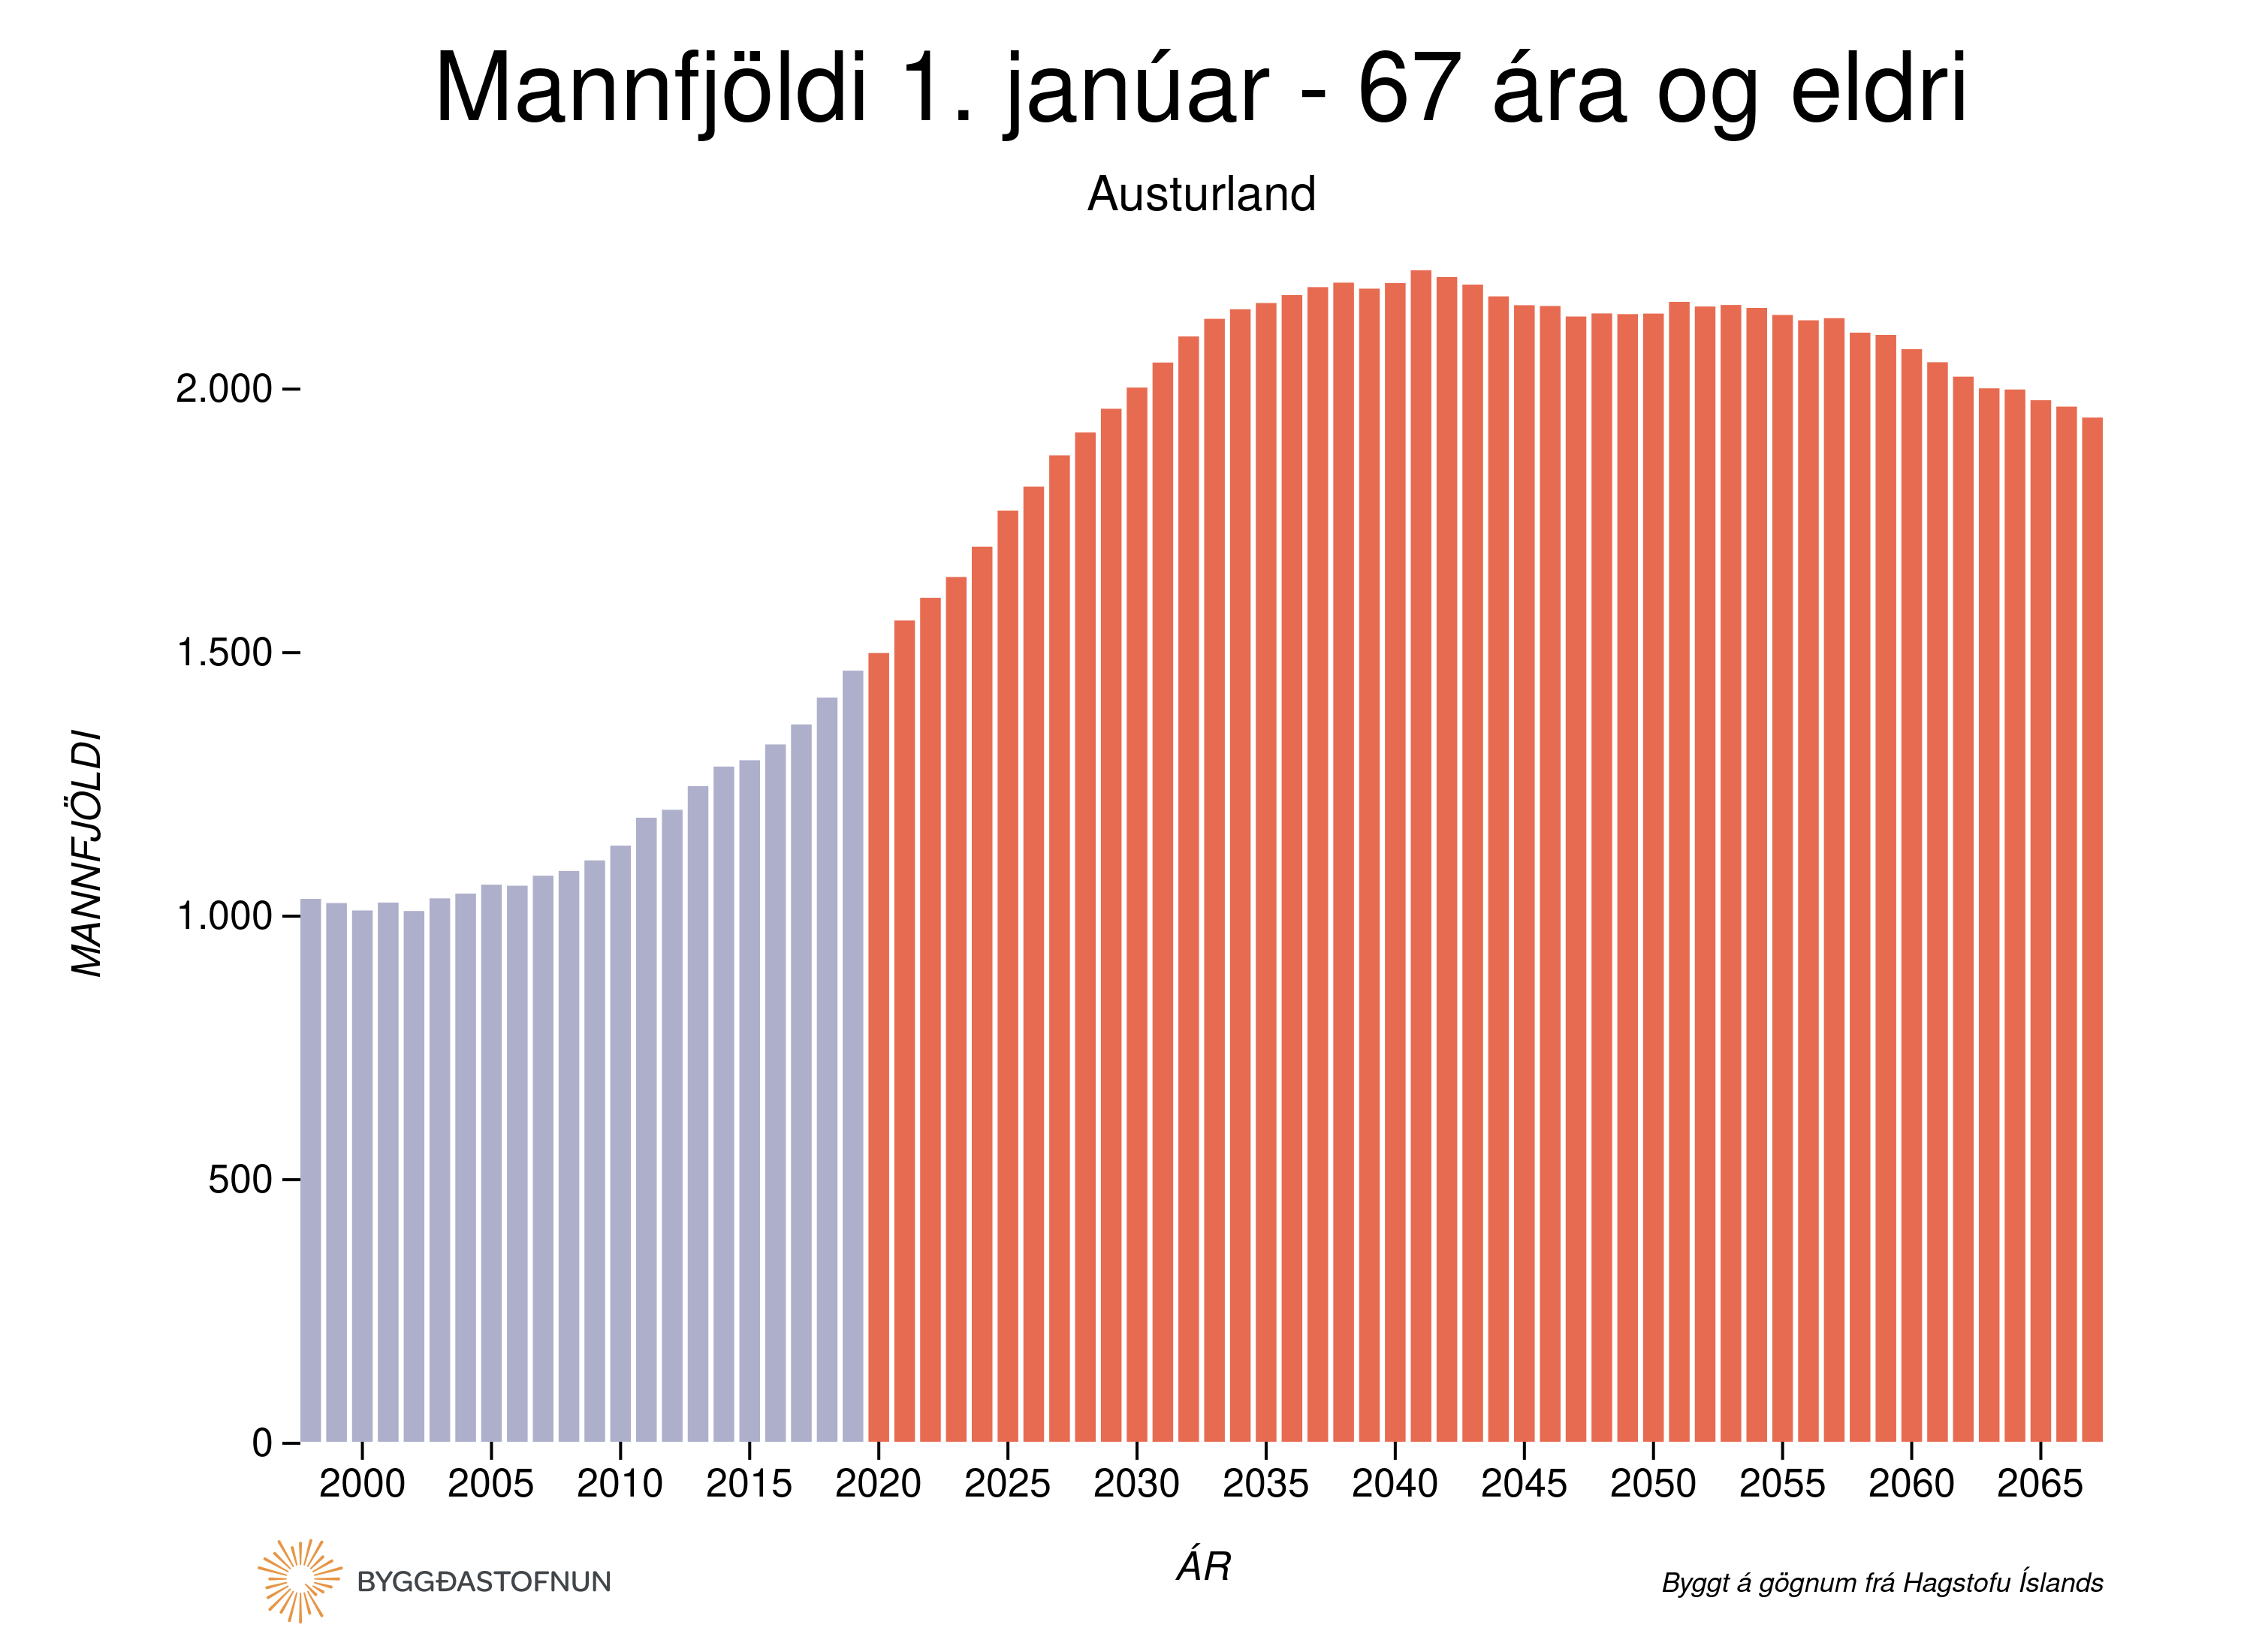 Mannfjöldi 1. janúar - 67 ára og eldri
Austurland
MANNFJÖLDI
2.000
1.500
1.000
500
0
2000 2005 2010 2015 2020 2025 2030 2035 2040 2045 2050 2055 2060 2065
ÁR
BYGGÐASTOFNUN
Byggt á gögnum frá Hagstofu Íslands